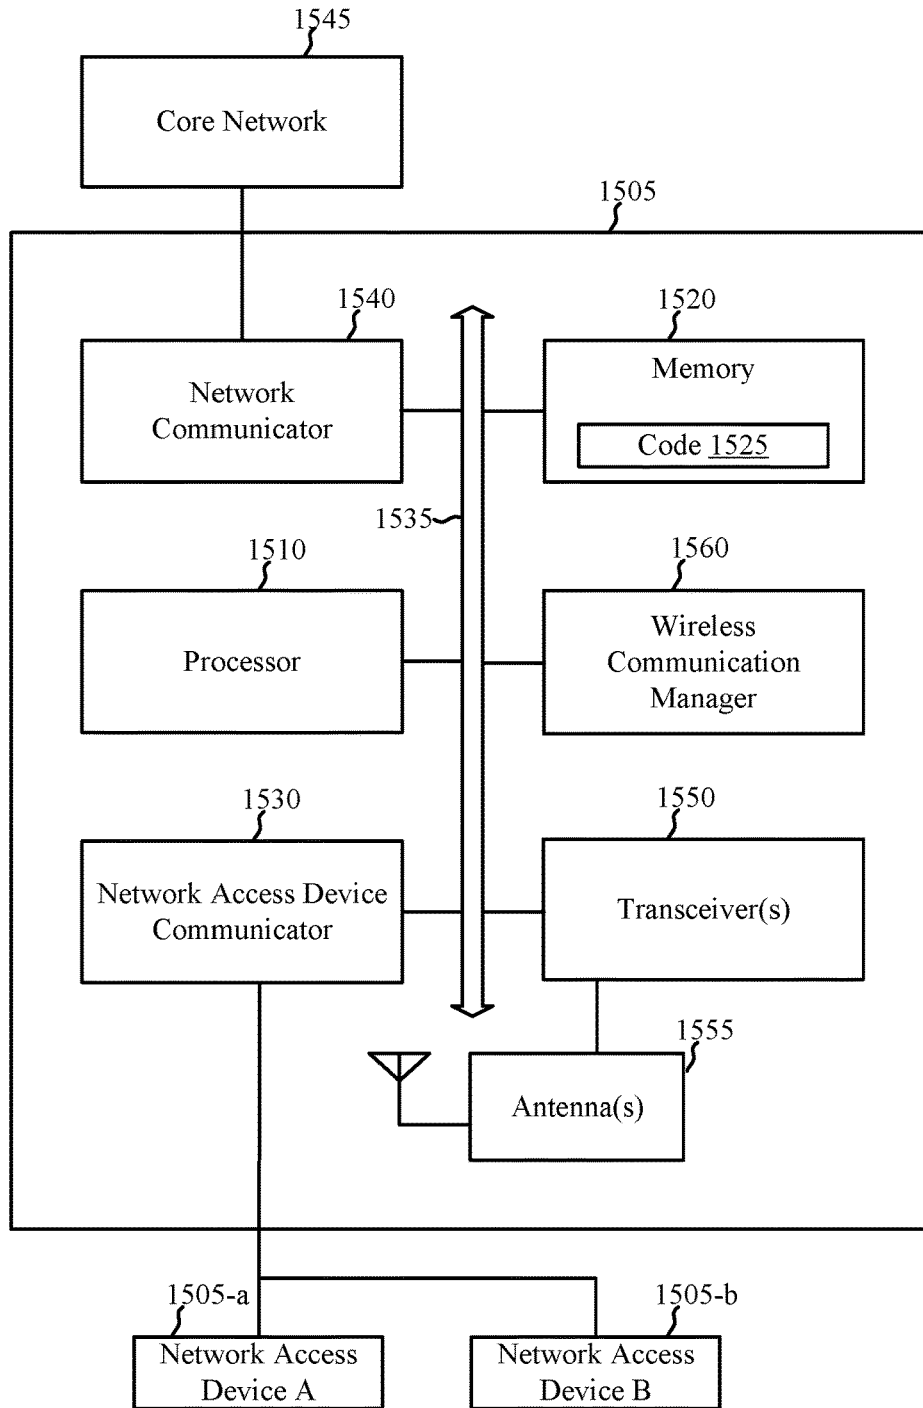 1545
Core Network
1505
1540
1520
Network
Communicator
Memory
Code 1525
1535
1510
1560
Processor
Wireless
Communication
Manager
1530
1550
Network Access Device
Communicator
Transceiver(s)
1555
Antenna(s)
1505-a
1505-b
Network Access
Device A
Network Access
Device B